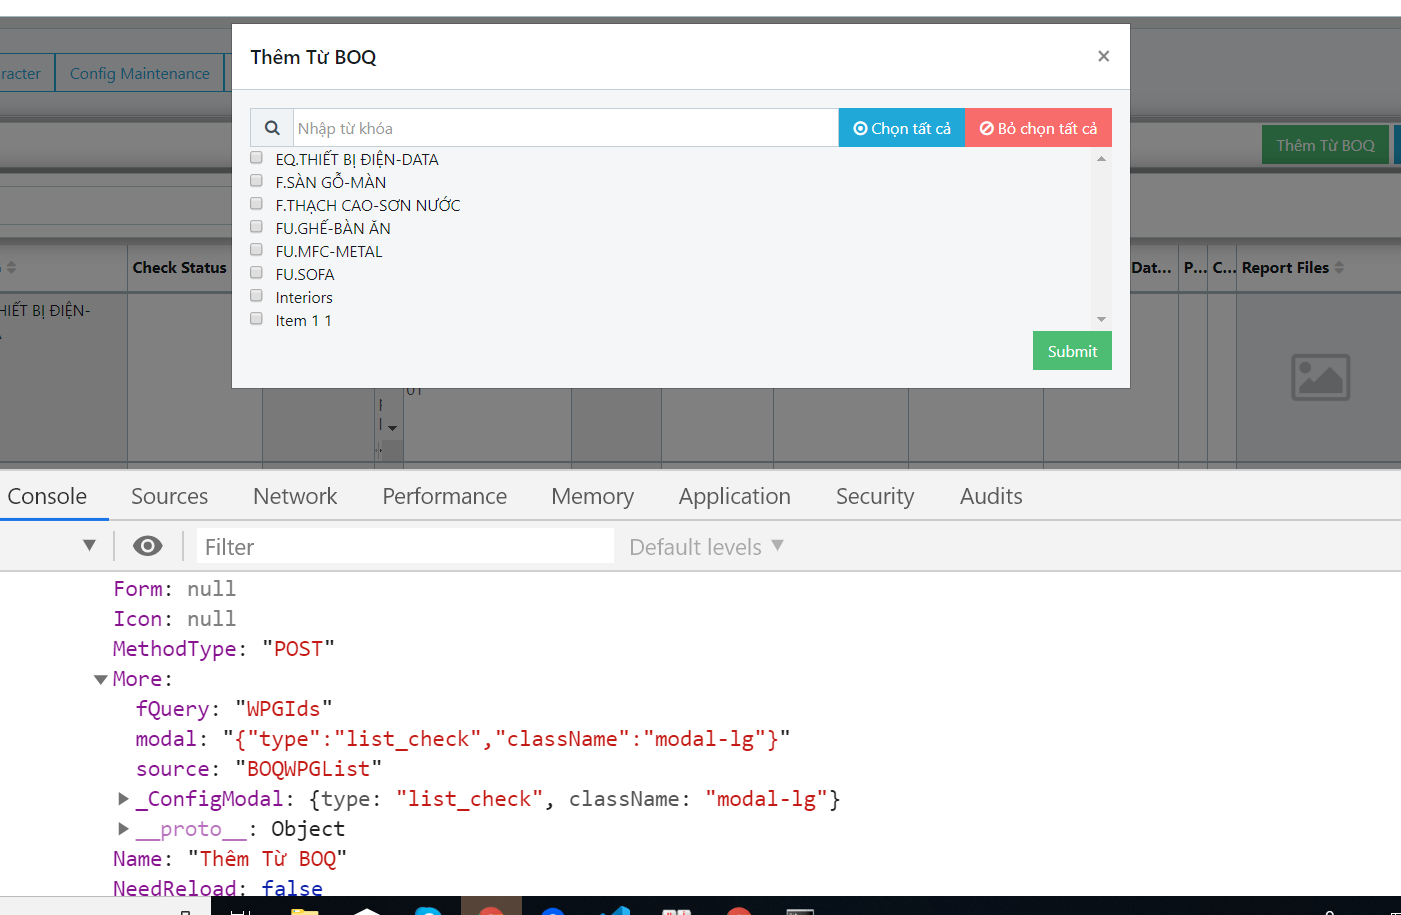 Thêm Từ BOQ ×
racter Config Maintenance
Nhập từ khóa Chọn tất cả Bỏ chọn tất cả
Thêm Từ BOQ
EQ.THIẾT BỊ ĐIỆN-DATA
F.SÀN GỖ-MÀN
F.THẠCH CAO-SƠN NƯỚC
FU.GHẾ-BÀN ĂN
FU.MFC-METAL
FU.SOFA
Interiors
Item 1 1
Submit
Check Status Dat... P... C... Report Files
HIẾT BỊ ĐIỆN-
01
Console Sources Network Performance Memory Application Security Audits
Filter Default levels
Form: null
Icon: null
MethodType: "POST"
More:
fQuery: "WPGIds"
modal: "{"type":"list_check","className":"modal-lg"}"
source: "BOQWPGList"
_ConfigModal: {type: "list_check", className: "modal-lg"}
__proto__: Object
Name: "Thêm Từ BOQ"
NeedReload: false